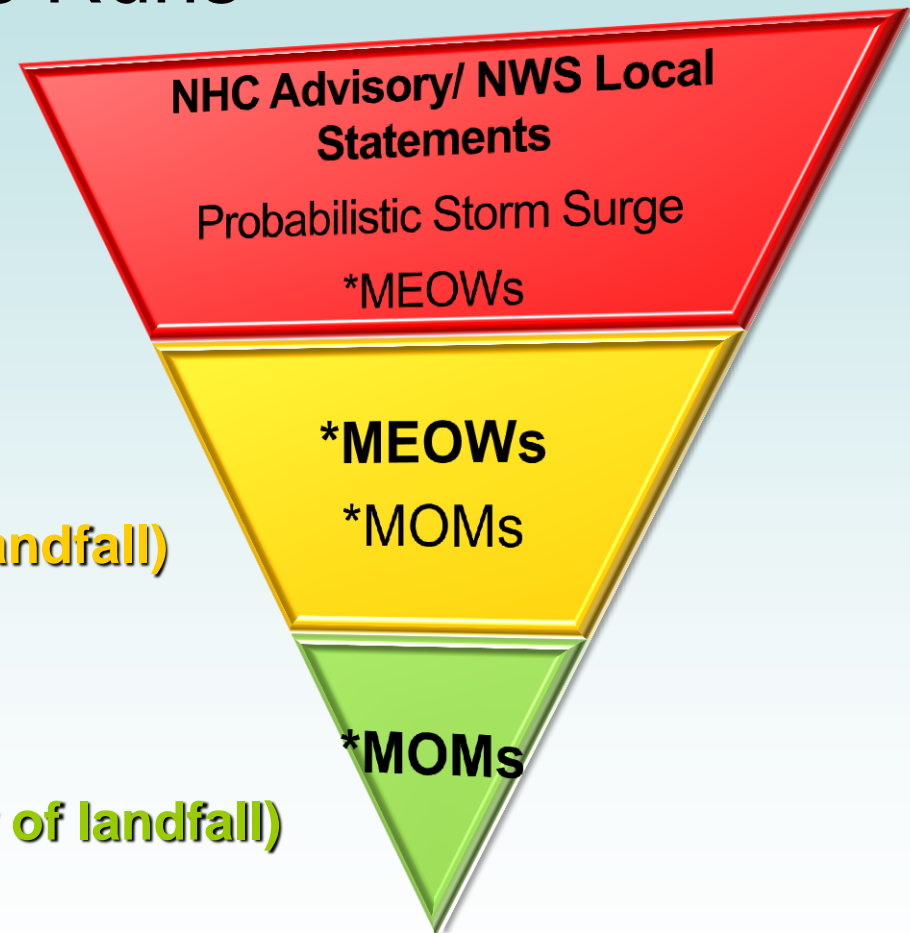 NHC Advisory/ NWS Local
Statements
Probabilistic Storm Surge
*MEOWs
*MEOWs
*MOMs
andfall)
*MOMs
of landfall)